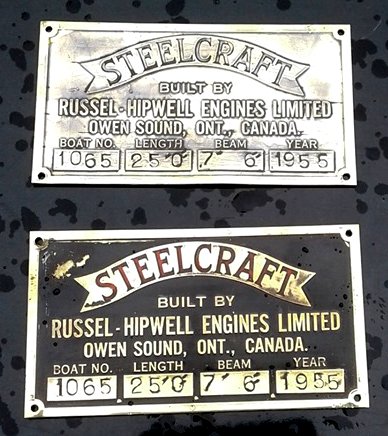 STEELCRAFT
BUILT BY
RUSSEL-HIPWELL ENGINES LIMITED
OWEN SOUND, ONT., CANADA.
BOAT NO. LENGTH BEAM YEAR
1065 25'0" 7' 6" 1955
STEELCRAFT
BUILT BY
RUSSEL-HIPWELL ENGINES LIMITED
OWEN SOUND, ONT., CANADA.
BOAT NO. LENGTH BEAM YEAR
1065 25'0" 7' 6" 1955